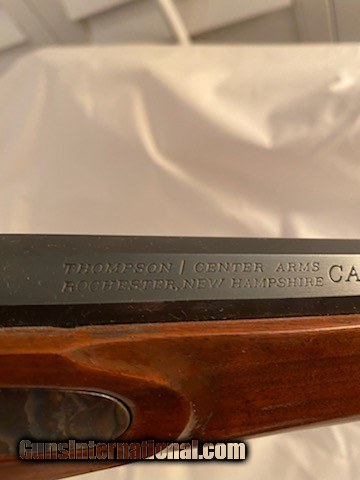 THOMPSON / CENTER ARMS
ROCHESTER, NEW HAMPSHIRE CA
GunsInternational.com